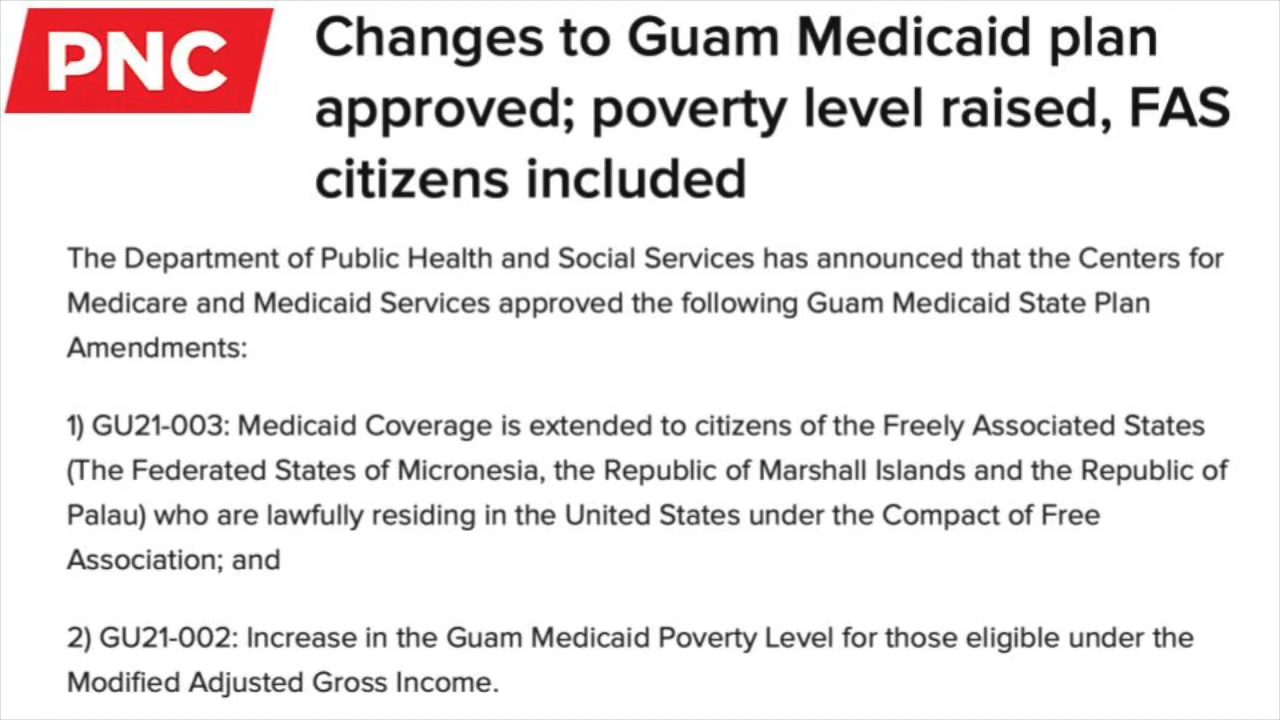 PNC
Changes to Guam Medicaid plan
approved; poverty level raised, FAS
citizens included
The Department of Public Health and Social Services has announced that the Centers for
Medicare and Medicaid Services approved the following Guam Medicaid State Plan
Amendments:
1) GU21-003: Medicaid Coverage is extended to citizens of the Freely Associated States
(The Federated States of Micronesia, the Republic of Marshall Islands and the Republic of
Palau) who are lawfully residing in the United States under the Compact of Free
Association; and
2) GU21-002: Increase in the Guam Medicaid Poverty Level for those eligible under the
Modified Adjusted Gross Income.